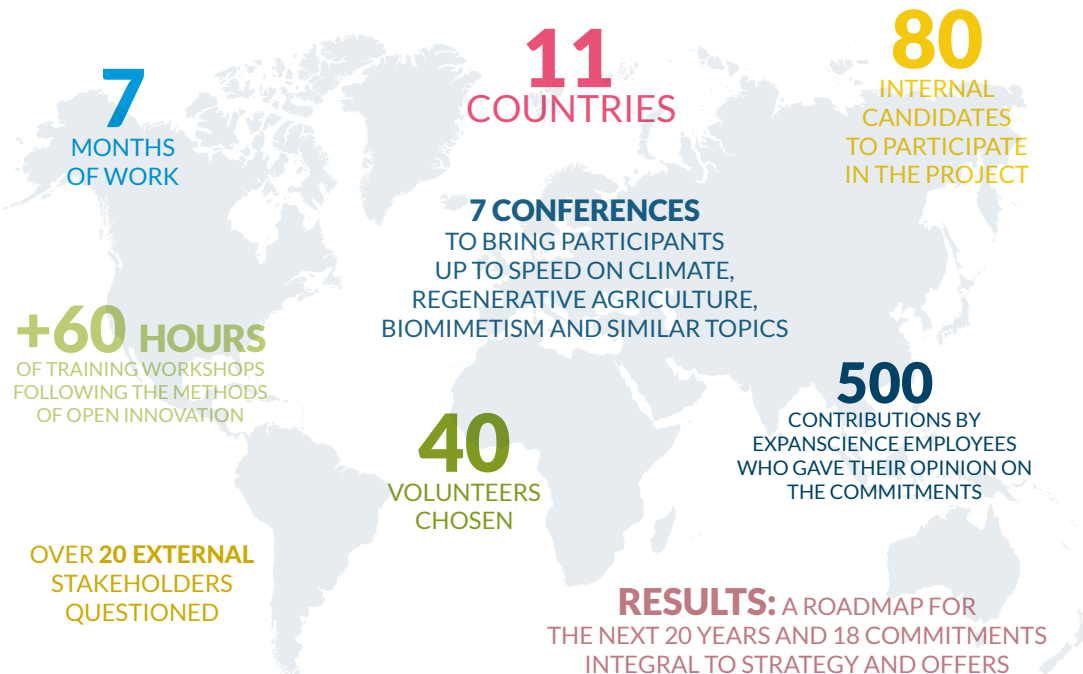 7
MONTHS
OF WORK
11
COUNTRIES
80
INTERNAL
CANDIDATES
TO PARTICIPATE
IN THE PROJECT
7 CONFERENCES
TO BRING PARTICIPANTS
UP TO SPEED ON CLIMATE,
REGENERATIVE AGRICULTURE,
BIOMIMETISM AND SIMILAR TOPICS
+60 HOURS
OF TRAINING WORKSHOPS
FOLLOWING THE METHODS
OF OPEN INNOVATION
40
VOLUNTEERS
CHOSEN
500
CONTRIBUTIONS BY
EXPANSCIENCE EMPLOYEES
WHO GAVE THEIR OPINION ON
THE COMMITMENTS
OVER 20 EXTERNAL
STAKEHOLDERS
QUESTIONED
RESULTS: A ROADMAP FOR
THE NEXT 20 YEARS AND 18 COMMITMENTS
INTEGRAL TO STRATEGY AND OFFERS